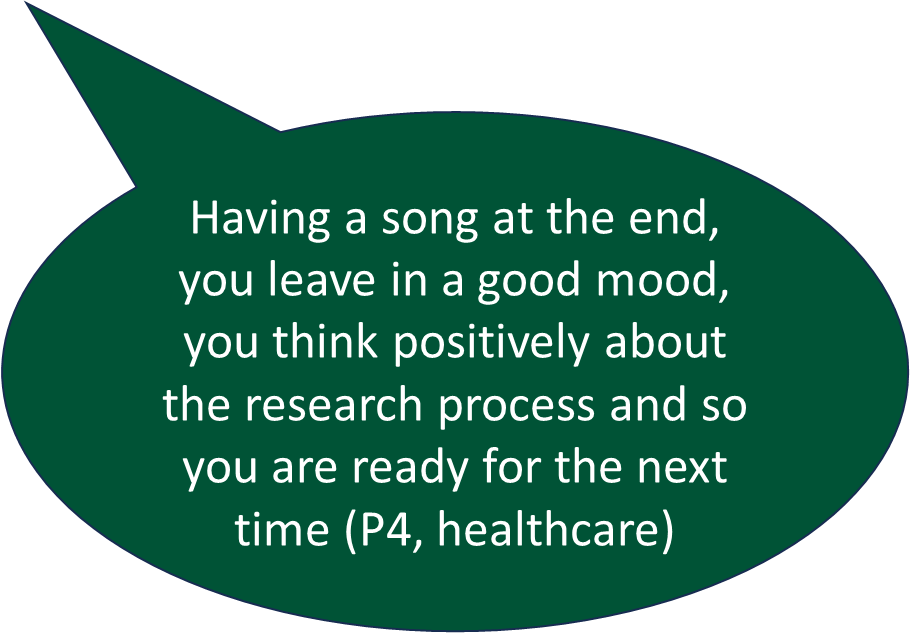 Having a song at the end,
you leave in a good mood,
you think positively about
the research process and so
you are ready for the next
time (P4, healthcare)